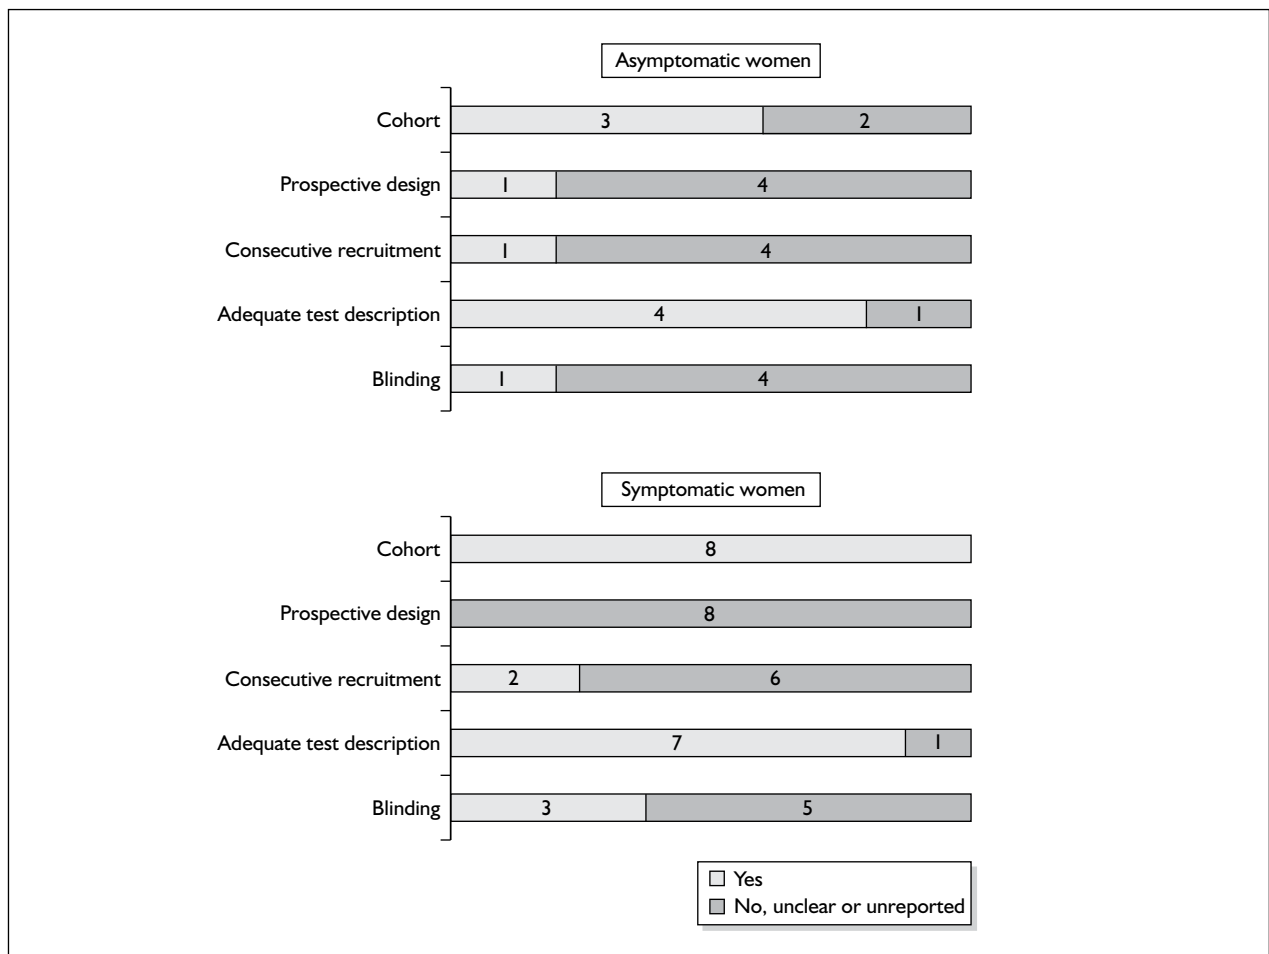 Asymptomatic women
Cohort 3 2
Prospective design 1 4
Consecutive recruitment 1 4
Adequate test description 4 1
Blinding 1 4
Symptomatic women
Cohort 8
Prospective design 8
Consecutive recruitment 2 6
Adequate test description 7 1
Blinding 3 5
Yes
No, unclear or unreported